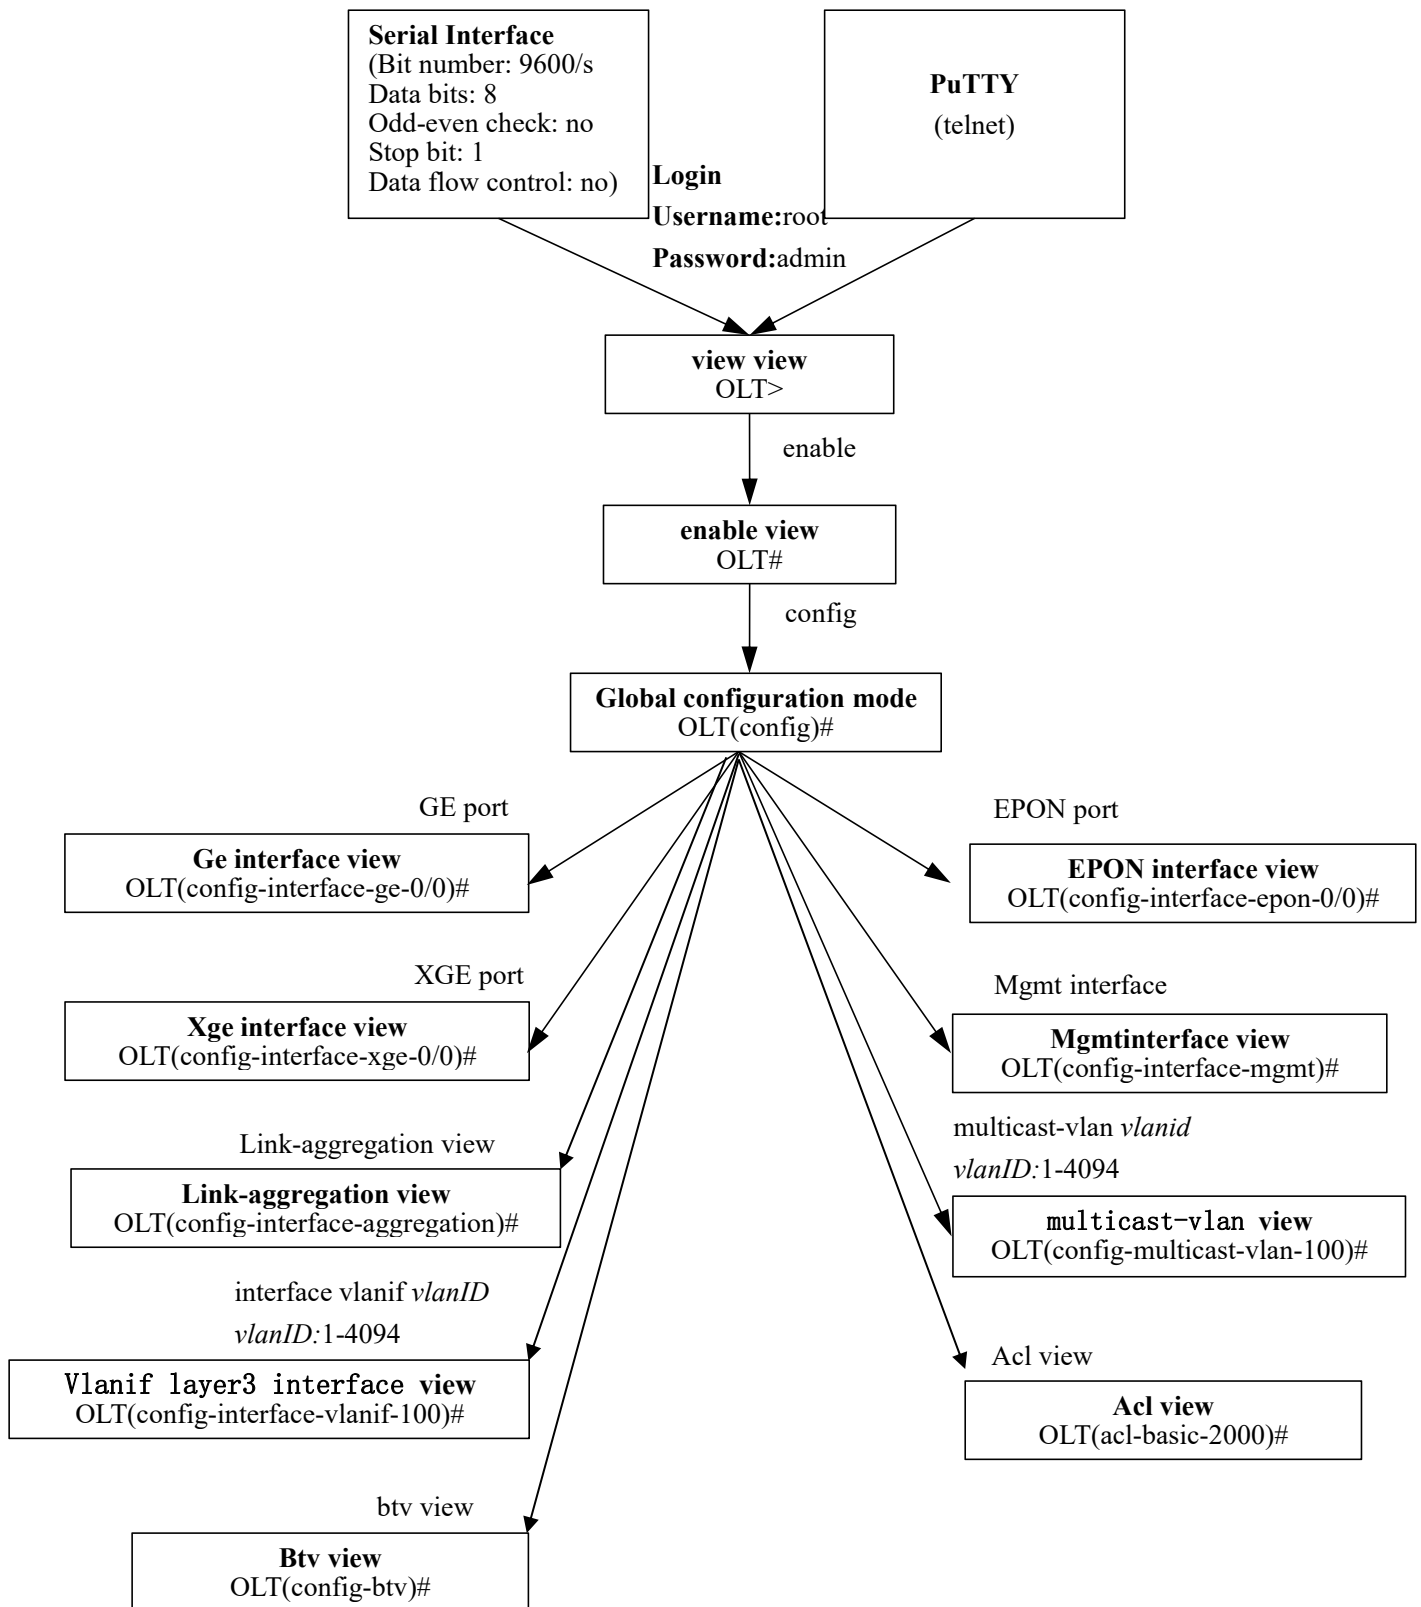 Serial Interface
(Bit number: 9600/s
Data bits: 8
Odd-even check: no
Stop bit: 1
Data flow control: no)
PuTTY
(telnet)
Login
Username:root
Password:admin
view view
OLT>
enable
enable view
OLT#
config
Global configuration mode
OLT(config)#
GE port
Ge interface view
OLT(config-interface-ge-0/0)#
EPON port
EPON interface view
OLT(config-interface-epon-0/0)#
XGE port
Xge interface view
OLT(config-interface-xge-0/0)#
Mgmt interface
Mgmtinterface view
OLT(config-interface-mgmt)#
Link-aggregation view
Link-aggregation view
OLT(config-interface-aggregation)#
multicast-vlan vlanid
vlanID:1-4094
multicast-vlan view
OLT(config-multicast-vlan-100)#
interface vlanif vlanID
vlanID:1-4094
Vlanif layer3 interface view
OLT(config-interface-vlanif-100)#
Acl view
Acl view
OLT(acl-basic-2000)#
btv view
Btv view
OLT(config-btv)#